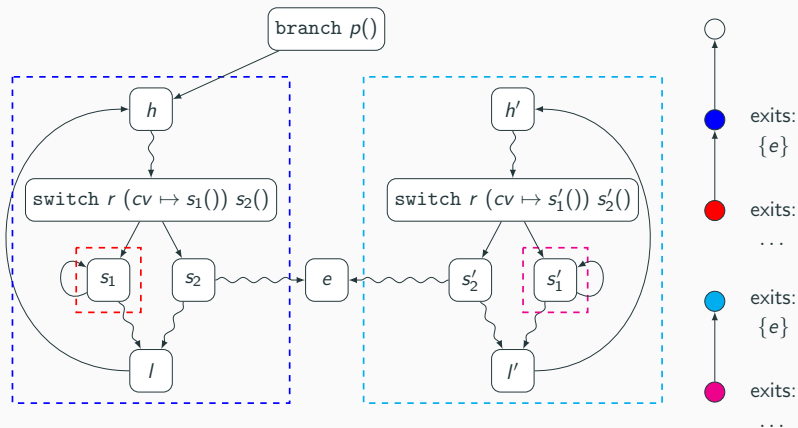 branch p()
h
h′
exits:
{e}
switch r (cv ↦ s₁()) s₂()
switch r (cv ↦ s′₁()) s′₂()
exits:
...
s₁
s₂
e
s′₂
s′₁
exits:
{e}
l
l′
exits:
...